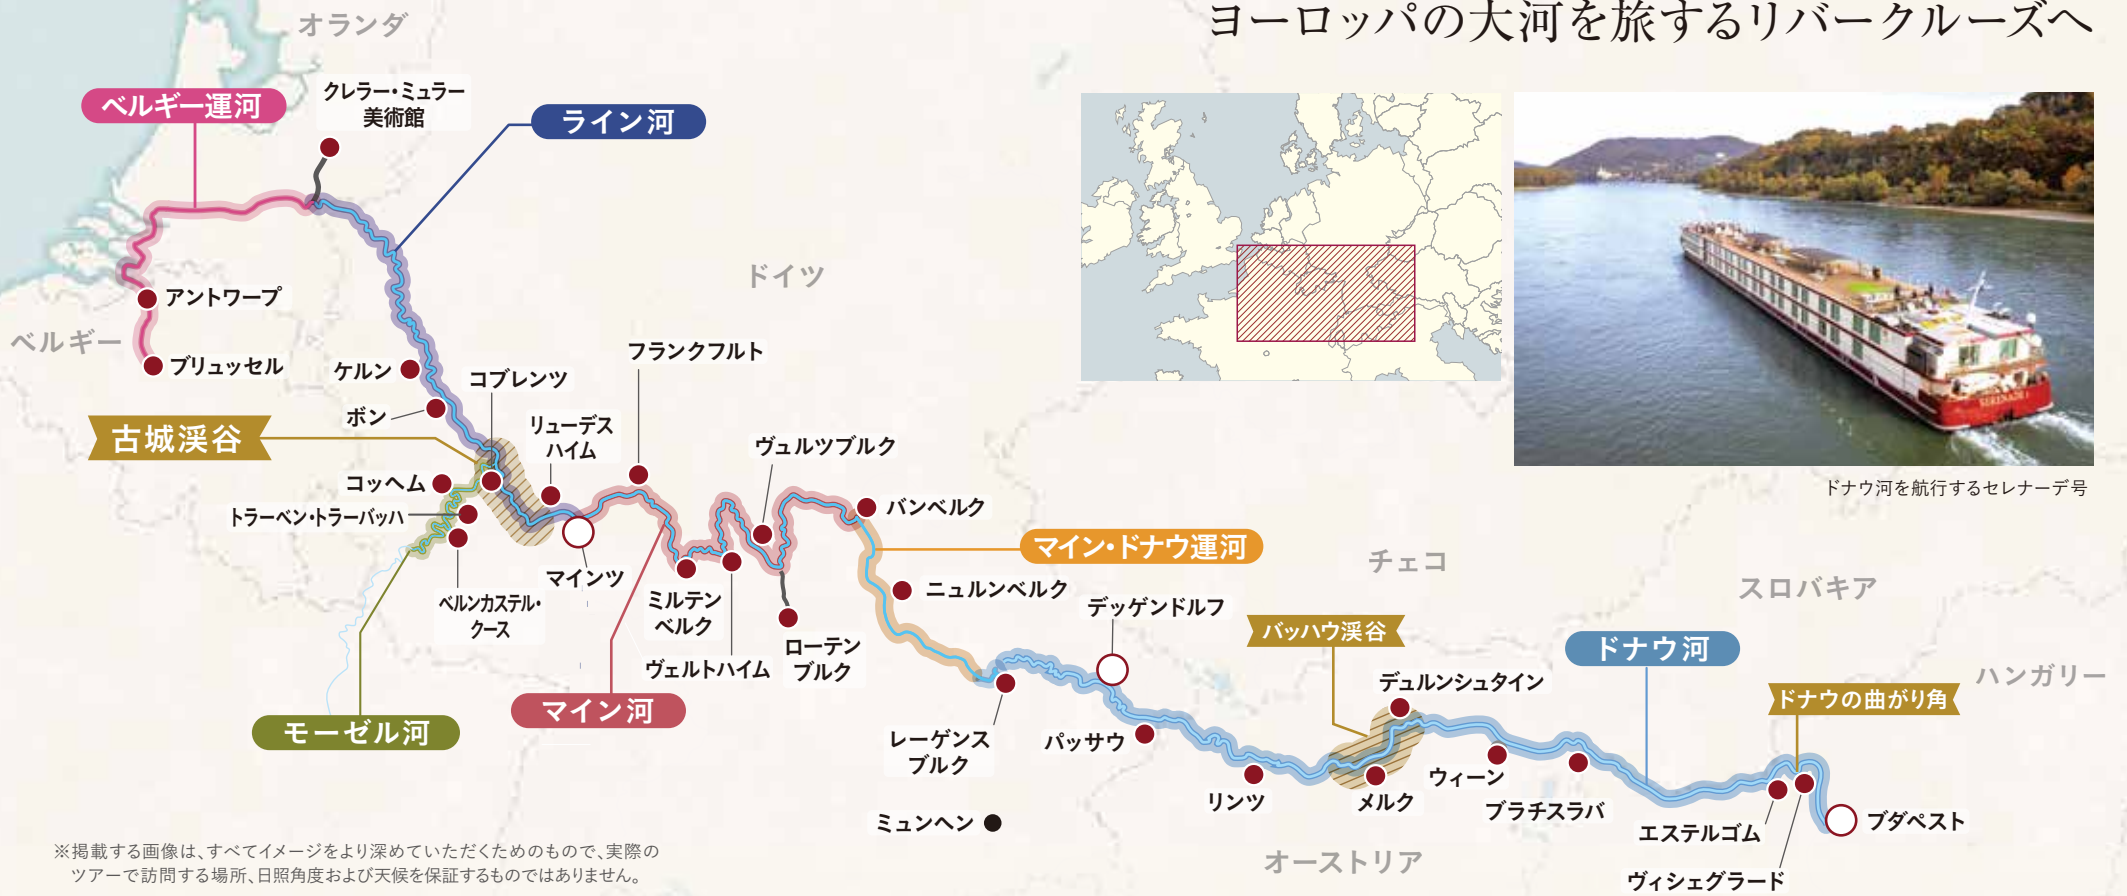 ヨーロッパの大河を旅するリバークルーズへ
オランダ
クレラー・ミュラー
美術館
ベルギー運河
ライン河
ドイツ
アントワープ
ベルギー
ブリュッセル
フランクフルト
ケルン
コブレンツ
ボン
リューデス
ハイム
古城渓谷
ヴュルツブルク
コッヘム
トラーベン・トラーバッハ
バンベルク
マインツ
マイン・ドナウ運河
チェコ
スロバキア
ベルンカステル・
クース
ミルテン
ベルク
ニュルンベルク
デッゲンドルフ
ローテン
ブルク
ヴェルトハイム
バッハウ渓谷
ドナウ河
ハンガリー
モーゼル河
マイン河
デュルンシュタイン
ドナウの曲がり角
レーゲンス
ブルク
パッサウ
リンツ
メルク
ウィーン
ブラチスラバ
エステルゴム
ブダペスト
ミュンヘン
オーストリア
ヴィシェグラード
SERENADE 1
ドナウ河を航行するセレナーデ号
※掲載する画像は、すべてイメージをより深めていただくためのもので、実際の
ツアーで訪問する場所、日照角度および天候を保証するものではありません。